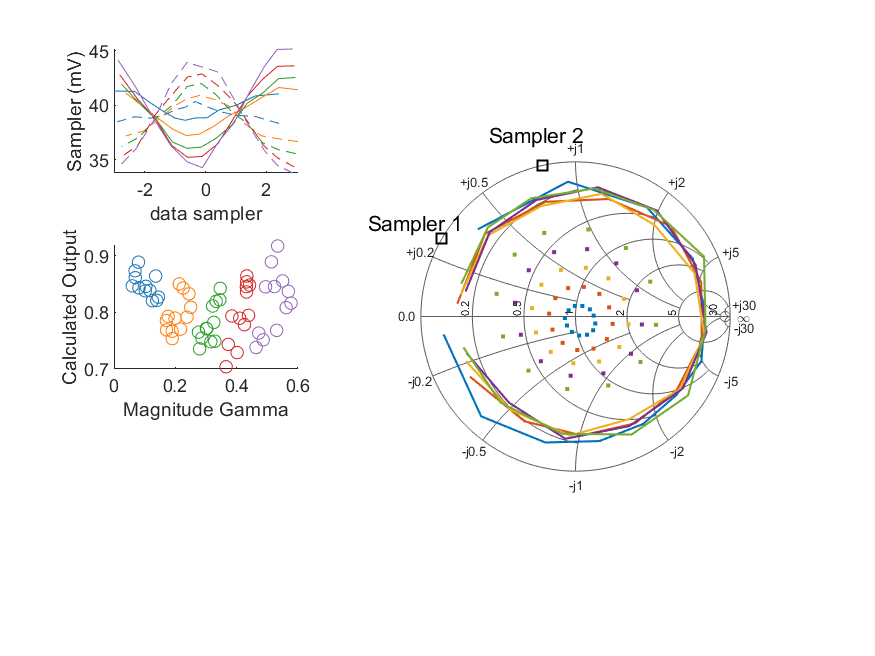 45
40
35
Sampler (mV)
-2 0 2
data sampler
0.9
0.8
0.7
Calculated Output
0 0.2 0.4 0.6
Magnitude Gamma
Sampler 2
+j1
+j0.5
+j2
Sampler 1
+j0.2
+j5
0.0
0.2
0.5
1
2
5
30
+j30
∞
-j30
-j0.2
-j5
-j0.5
-j2
-j1